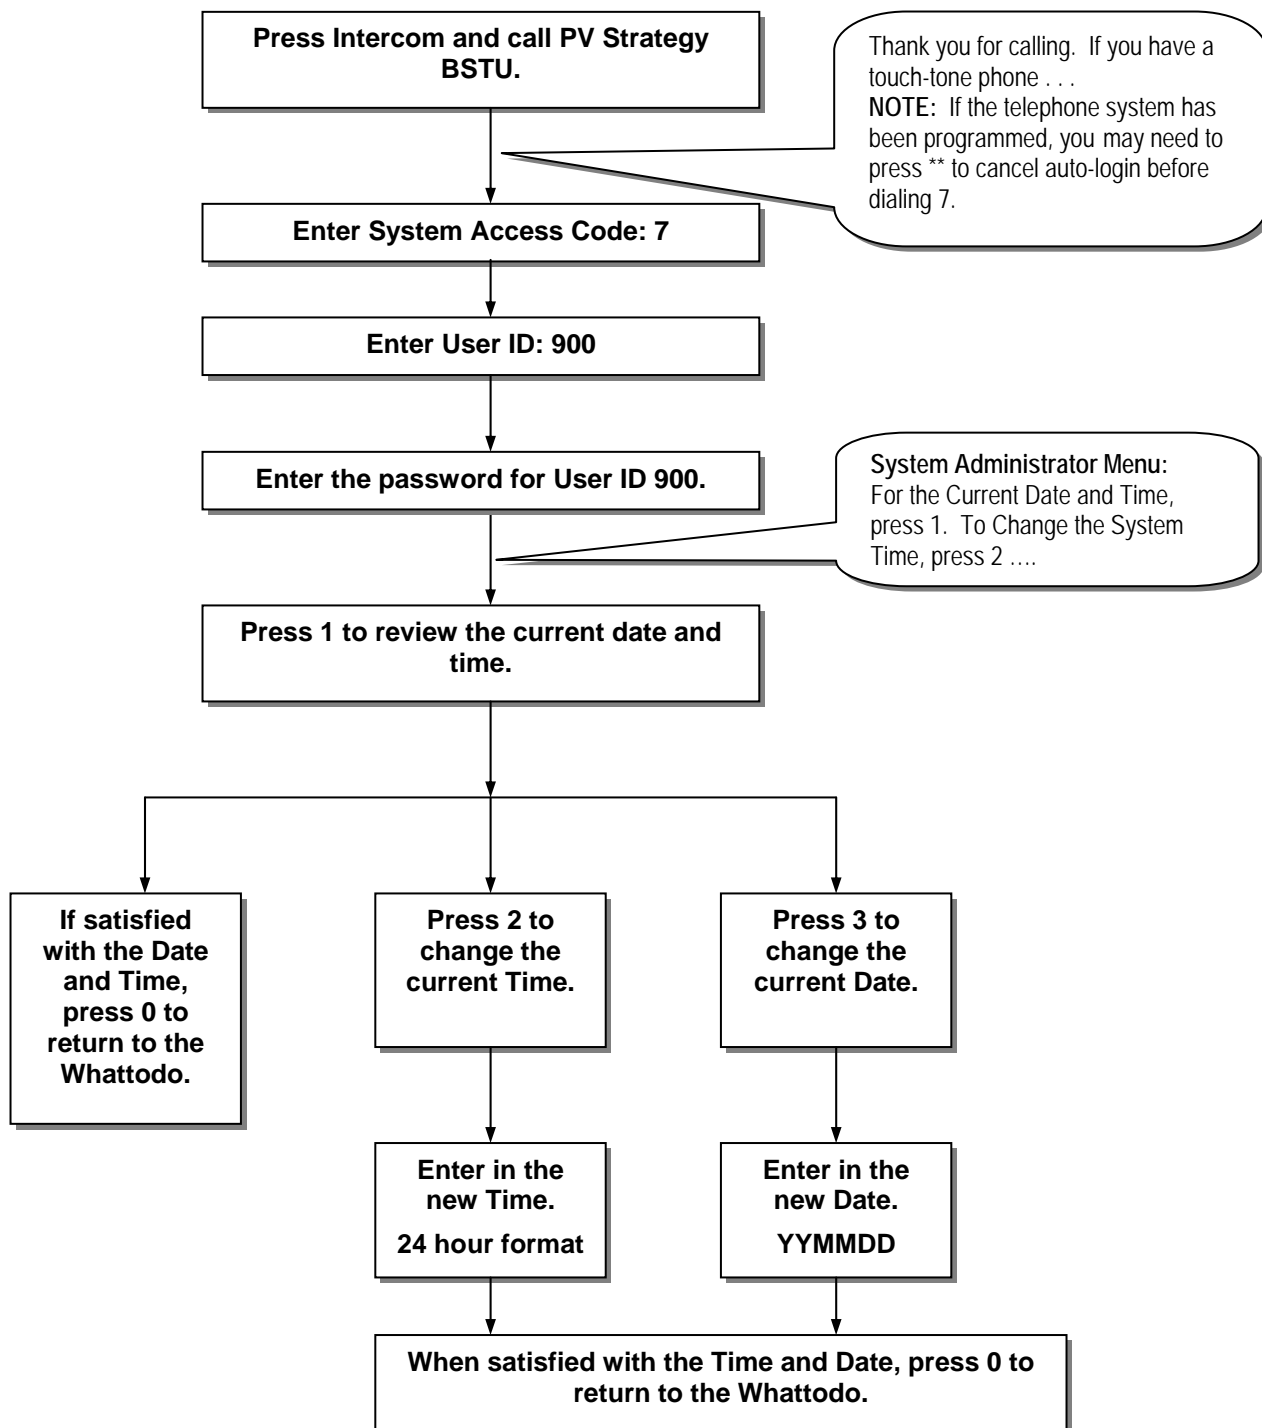 Press Intercom and call PV Strategy
BSTU.
Thank you for calling. If you have a
touch-tone phone . . .
NOTE: If the telephone system has
been programmed, you may need to
press ** to cancel auto-login before
dialing 7.
Enter System Access Code: 7
Enter User ID: 900
Enter the password for User ID 900.
System Administrator Menu:
For the Current Date and Time,
press 1. To Change the System
Time, press 2 ….
Press 1 to review the current date and
time.
If satisfied
with the Date
and Time,
press 0 to
return to the
Whattodo.
Press 2 to
change the
current Time.
Press 3 to
change the
current Date.
Enter in the
new Time.
24 hour format
Enter in the
new Date.
YYMMDD
When satisfied with the Time and Date, press 0 to
return to the Whattodo.